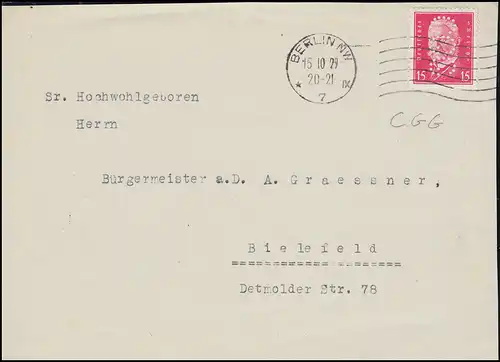 BERLIN NW
15.10.29
20-21
* IX
7
15 15
C.G.G
Sr. Hochwohlgeboren
Herrn
Bürgermeister a.D. A. Graessner,
Bielefeld
Detmolder Str. 78